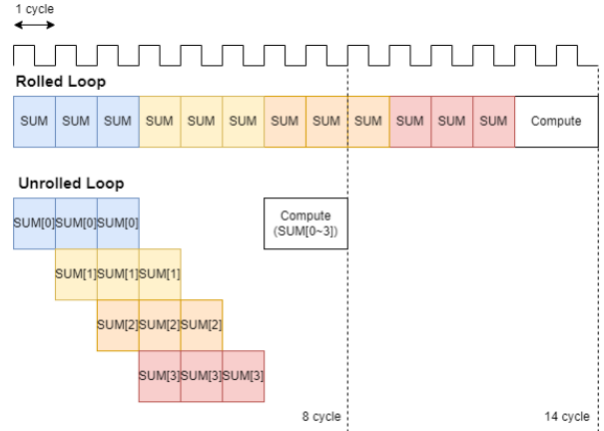 1 cycle
Rolled Loop
SUM SUM SUM SUM SUM SUM SUM SUM SUM SUM SUM SUM Compute
Unrolled Loop
SUM[0] SUM[0] SUM[0]
Compute
(SUM[0~3])
SUM[1] SUM[1] SUM[1]
SUM[2] SUM[2] SUM[2]
SUM[3] SUM[3] SUM[3]
8 cycle 14 cycle